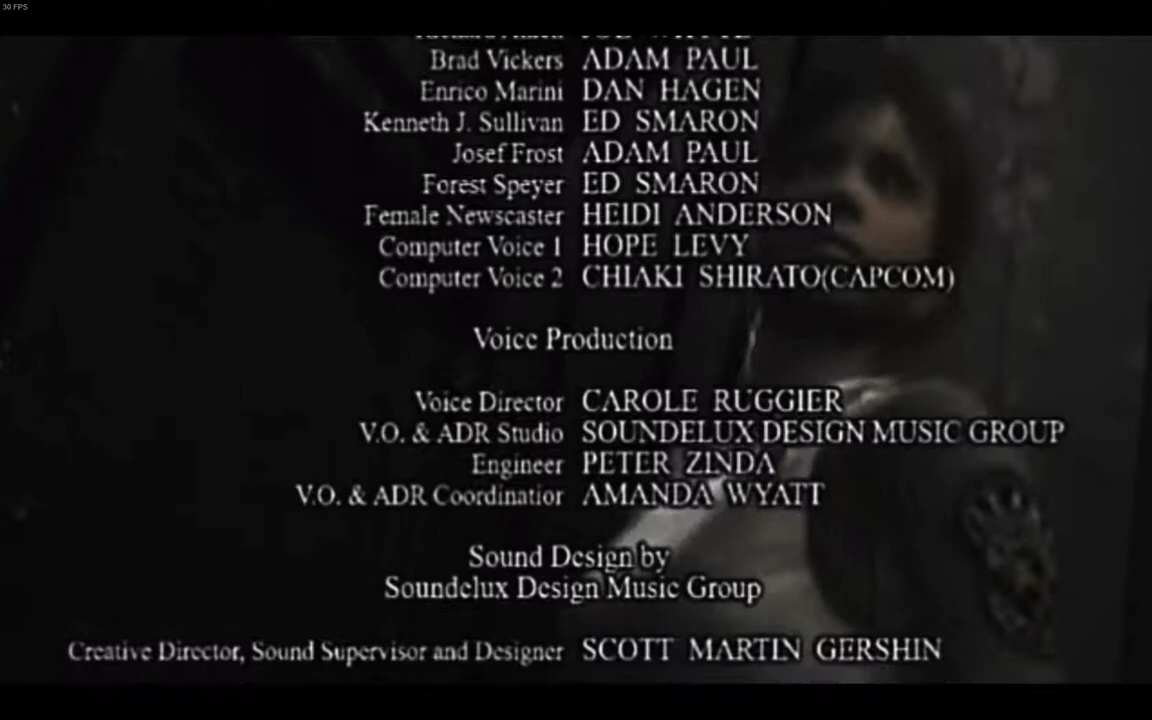 30 FPS
Brad Vickers ADAM PAUL
Enrico Marini DAN HAGEN
Kenneth J. Sullivan ED SMARON
Josef Frost ADAM PAUL
Forest Speyer ED SMARON
Female Newscaster HEIDI ANDERSON
Computer Voice 1 HOPE LEVY
Computer Voice 2 CHIAKI SHIRATO(CAPCOM)
Voice Production
Voice Director CAROLE RUGGIER
V.O. & ADR Studio SOUNDELUX DESIGN MUSIC GROUP
Engineer PETER ZINDA
V.O. & ADR Coordinatior AMANDA WYATT
Sound Design by
Soundelux Design Music Group
Creative Director, Sound Supervisor and Designer SCOTT MARTIN GERSHIN